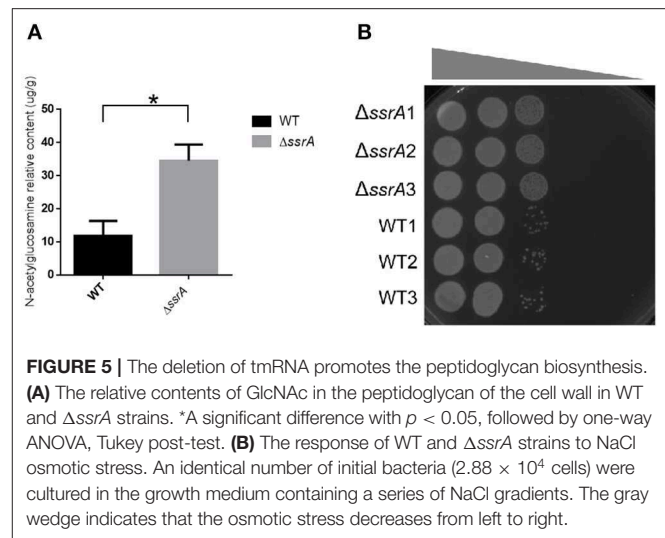 A
B
*
WT
ΔssrA
N-acetylglucosamine relative content (ug/g)
50
40
30
20
10
0
WT
ΔssrA
ΔssrA1
ΔssrA2
ΔssrA3
WT1
WT2
WT3
FIGURE 5 | The deletion of tmRNA promotes the peptidoglycan biosynthesis.
(A) The relative contents of GlcNAc in the peptidoglycan of the cell wall in WT
and ΔssrA strains. *A significant difference with p < 0.05, followed by one-way
ANOVA, Tukey post-test. (B) The response of WT and ΔssrA strains to NaCl
osmotic stress. An identical number of initial bacteria (2.88 × 10⁴ cells) were
cultured in the growth medium containing a series of NaCl gradients. The gray
wedge indicates that the osmotic stress decreases from left to right.